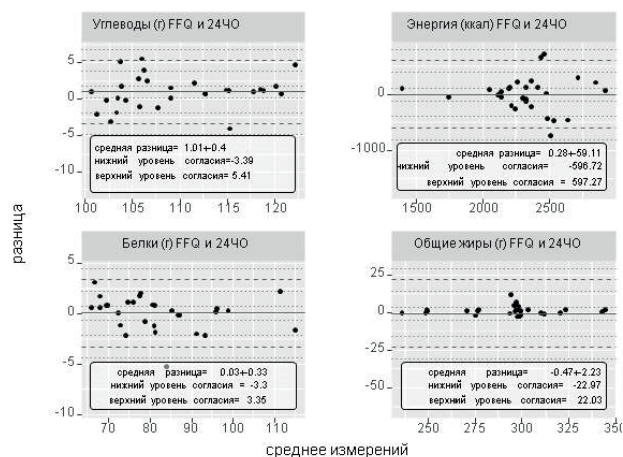 Углеводы (г) FFQ и 24ЧО
5
0
-5
-10
средняя разница= 1.01+-0.4
нижний уровень согласия=-3.39
верхний уровень согласия= 5.41
100 105 110 115 120
Энергия (ккал) FFQ и 24ЧО
0
-1000
средняя разница= 0.28+-59.11
нижний уровень согласия= -596.72
верхний уровень согласия = 597.27
1500 2000 2500
разница
Белки (г) FFQ и 24ЧО
5
0
-5
-10
средняя разница= 0.03+-0.33
нижний уровень согласия = -3.3
верхний уровень согласия= 3.35
70 80 90 100 110
Общие жиры (г) FFQ и 24ЧО
25
0
-25
-50
средняя разница= -0.47+-2.23
нижний уровень согласия= -22.97
верхний уровень согласия= 22.03
250 275 300 325 350
среднее измерений